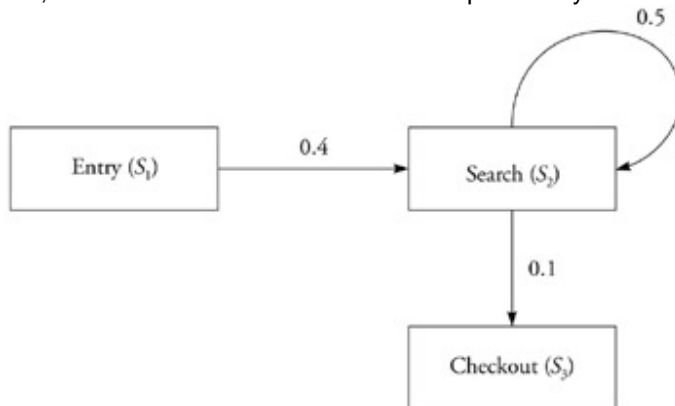 0.5
0.4
Entry (S₁)
Search (S₂)
0.1
Checkout (S₃)